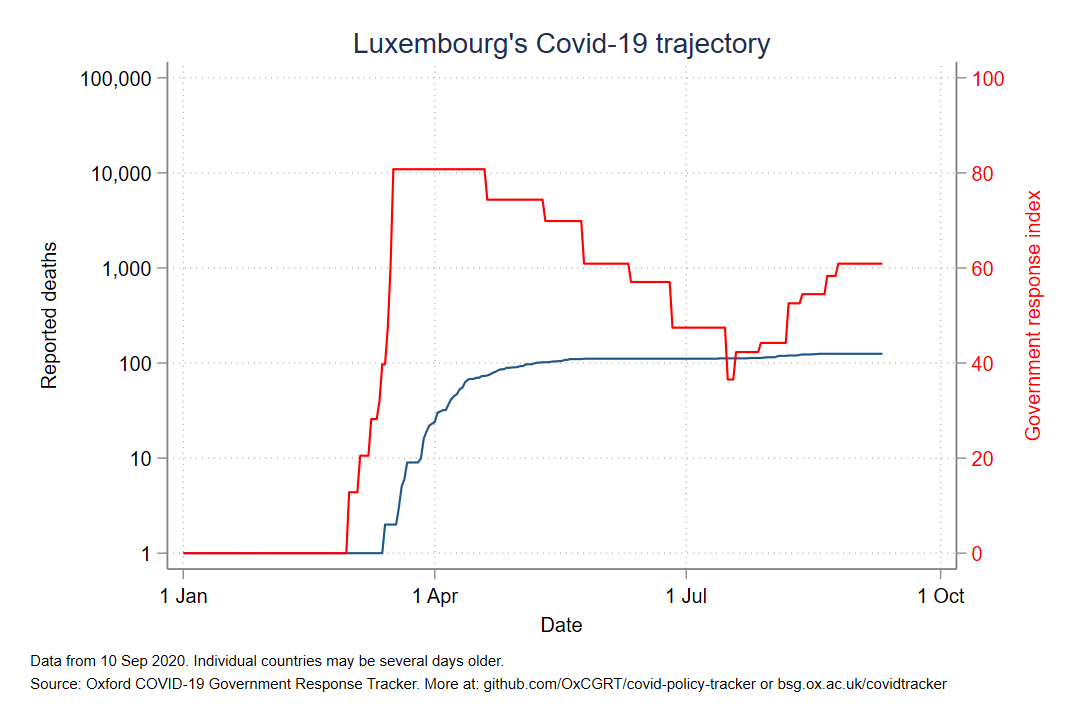 Luxembourg's Covid-19 trajectory
100,000
10,000
1,000
100
10
1
Reported deaths
100
80
60
40
20
0
Government response index
1 Jan
1 Apr
1 Jul
1 Oct
Date
Data from 10 Sep 2020. Individual countries may be several days older.
Source: Oxford COVID-19 Government Response Tracker. More at: github.com/OxCGRT/covid-policy-tracker or bsg.ox.ac.uk/covidtracker